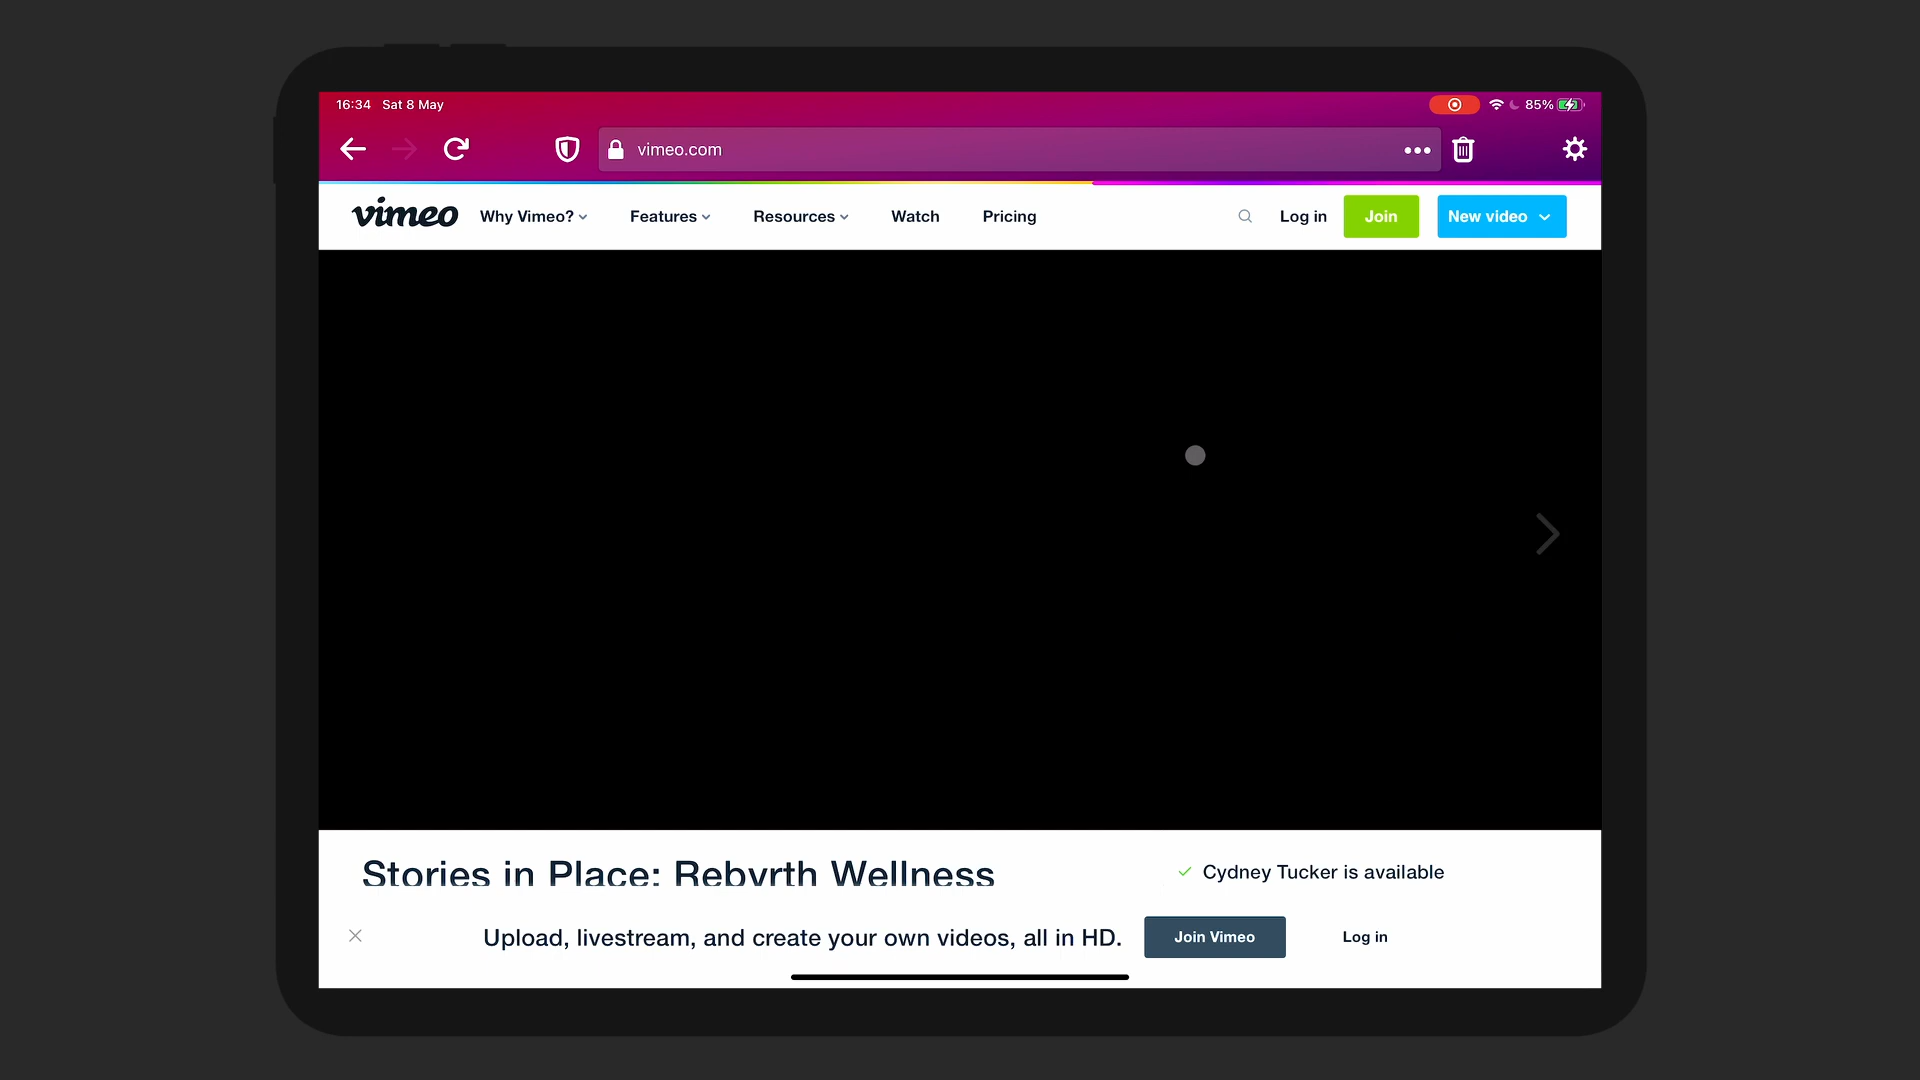 16:34 Sat 8 May 85%
vimeo.com
vimeo Why Vimeo? Features Resources Watch Pricing Log in Join New video
Stories in Place: Rebyrth Wellness
Cydney Tucker is available
Upload, livestream, and create your own videos, all in HD. Join Vimeo Log in